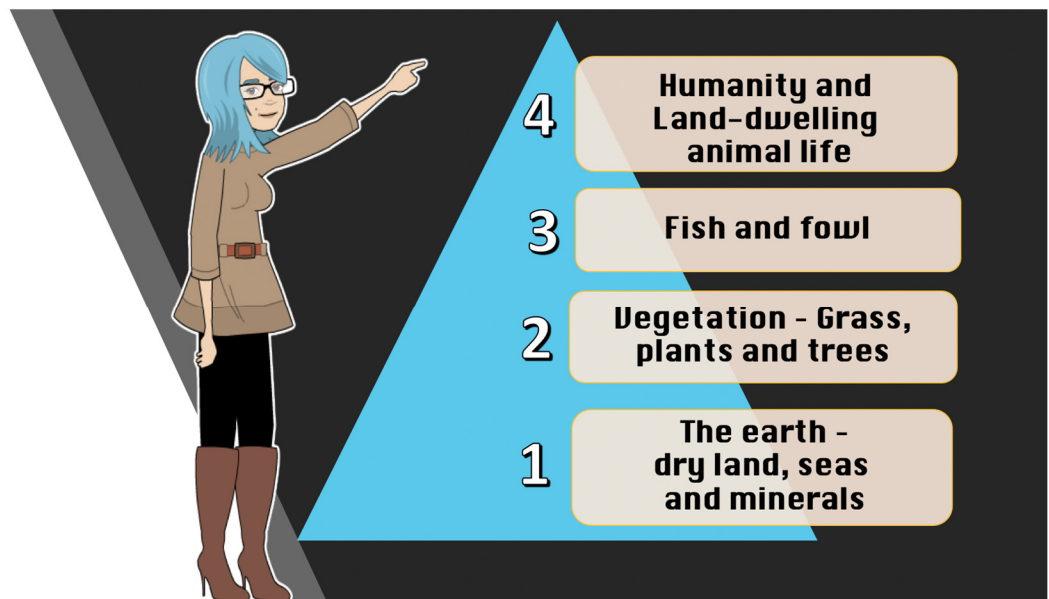 4
Humanity and
Land-dwelling
animal life
3
Fish and fowl
2
Vegetation - Grass,
plants and trees
1
The earth -
dry land, seas
and minerals